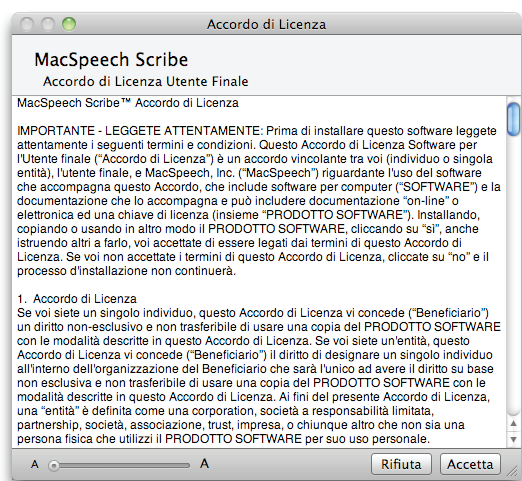 Accordo di Licenza
MacSpeech Scribe
Accordo di Licenza Utente Finale
MacSpeech Scribe™ Accordo di Licenza
IMPORTANTE - LEGGETE ATTENTAMENTE: Prima di installare questo software leggete
attentamente i seguenti termini e condizioni. Questo Accordo di Licenza Software per
l'Utente finale (“Accordo di Licenza”) è un accordo vincolante tra voi (individuo o singola
entità), l'utente finale, e MacSpeech, Inc. (“MacSpeech”) riguardante l'uso del software
che accompagna questo Accordo, che include software per computer (“SOFTWARE”) e la
documentazione che lo accompagna e può includere documentazione “on-line” o
elettronica ed una chiave di licenza (insieme “PRODOTTO SOFTWARE”). Installando,
copiando o usando in altro modo il PRODOTTO SOFTWARE, cliccando su “sì”, anche
istruendo altri a farlo, voi accettate di essere legati dai termini di questo Accordo di
Licenza. Se voi non accettate i termini di questo Accordo, cliccate su “no” e il
processo d'installazione non continuerà.
1. Accordo di Licenza
Se voi siete un singolo individuo, questo Accordo di Licenza vi concede (“Beneficiario”)
un diritto non-esclusivo e non trasferibile di usare una copia del PRODOTTO SOFTWARE
con le modalità descritte in questo Accordo di Licenza. Se voi siete un'entità, questo
Accordo di Licenza vi concede (“Beneficiario”) il diritto di designare un singolo individuo
all'interno dell'organizzazione del Beneficiario che sarà l'unico ad avere il diritto su base
non esclusiva e non trasferibile di usare una copia del PRODOTTO SOFTWARE con le
modalità descritte in questo Accordo di Licenza. Ai fini del presente Accordo di Licenza,
una “entità” è definita come una corporation, società a responsabilità limitata,
partnership, società, associazione, trust, impresa, o chiunque altro che non sia una
persona fisica che utilizzi il PRODOTTO SOFTWARE per suo uso personale.
A A Rifiuta Accetta